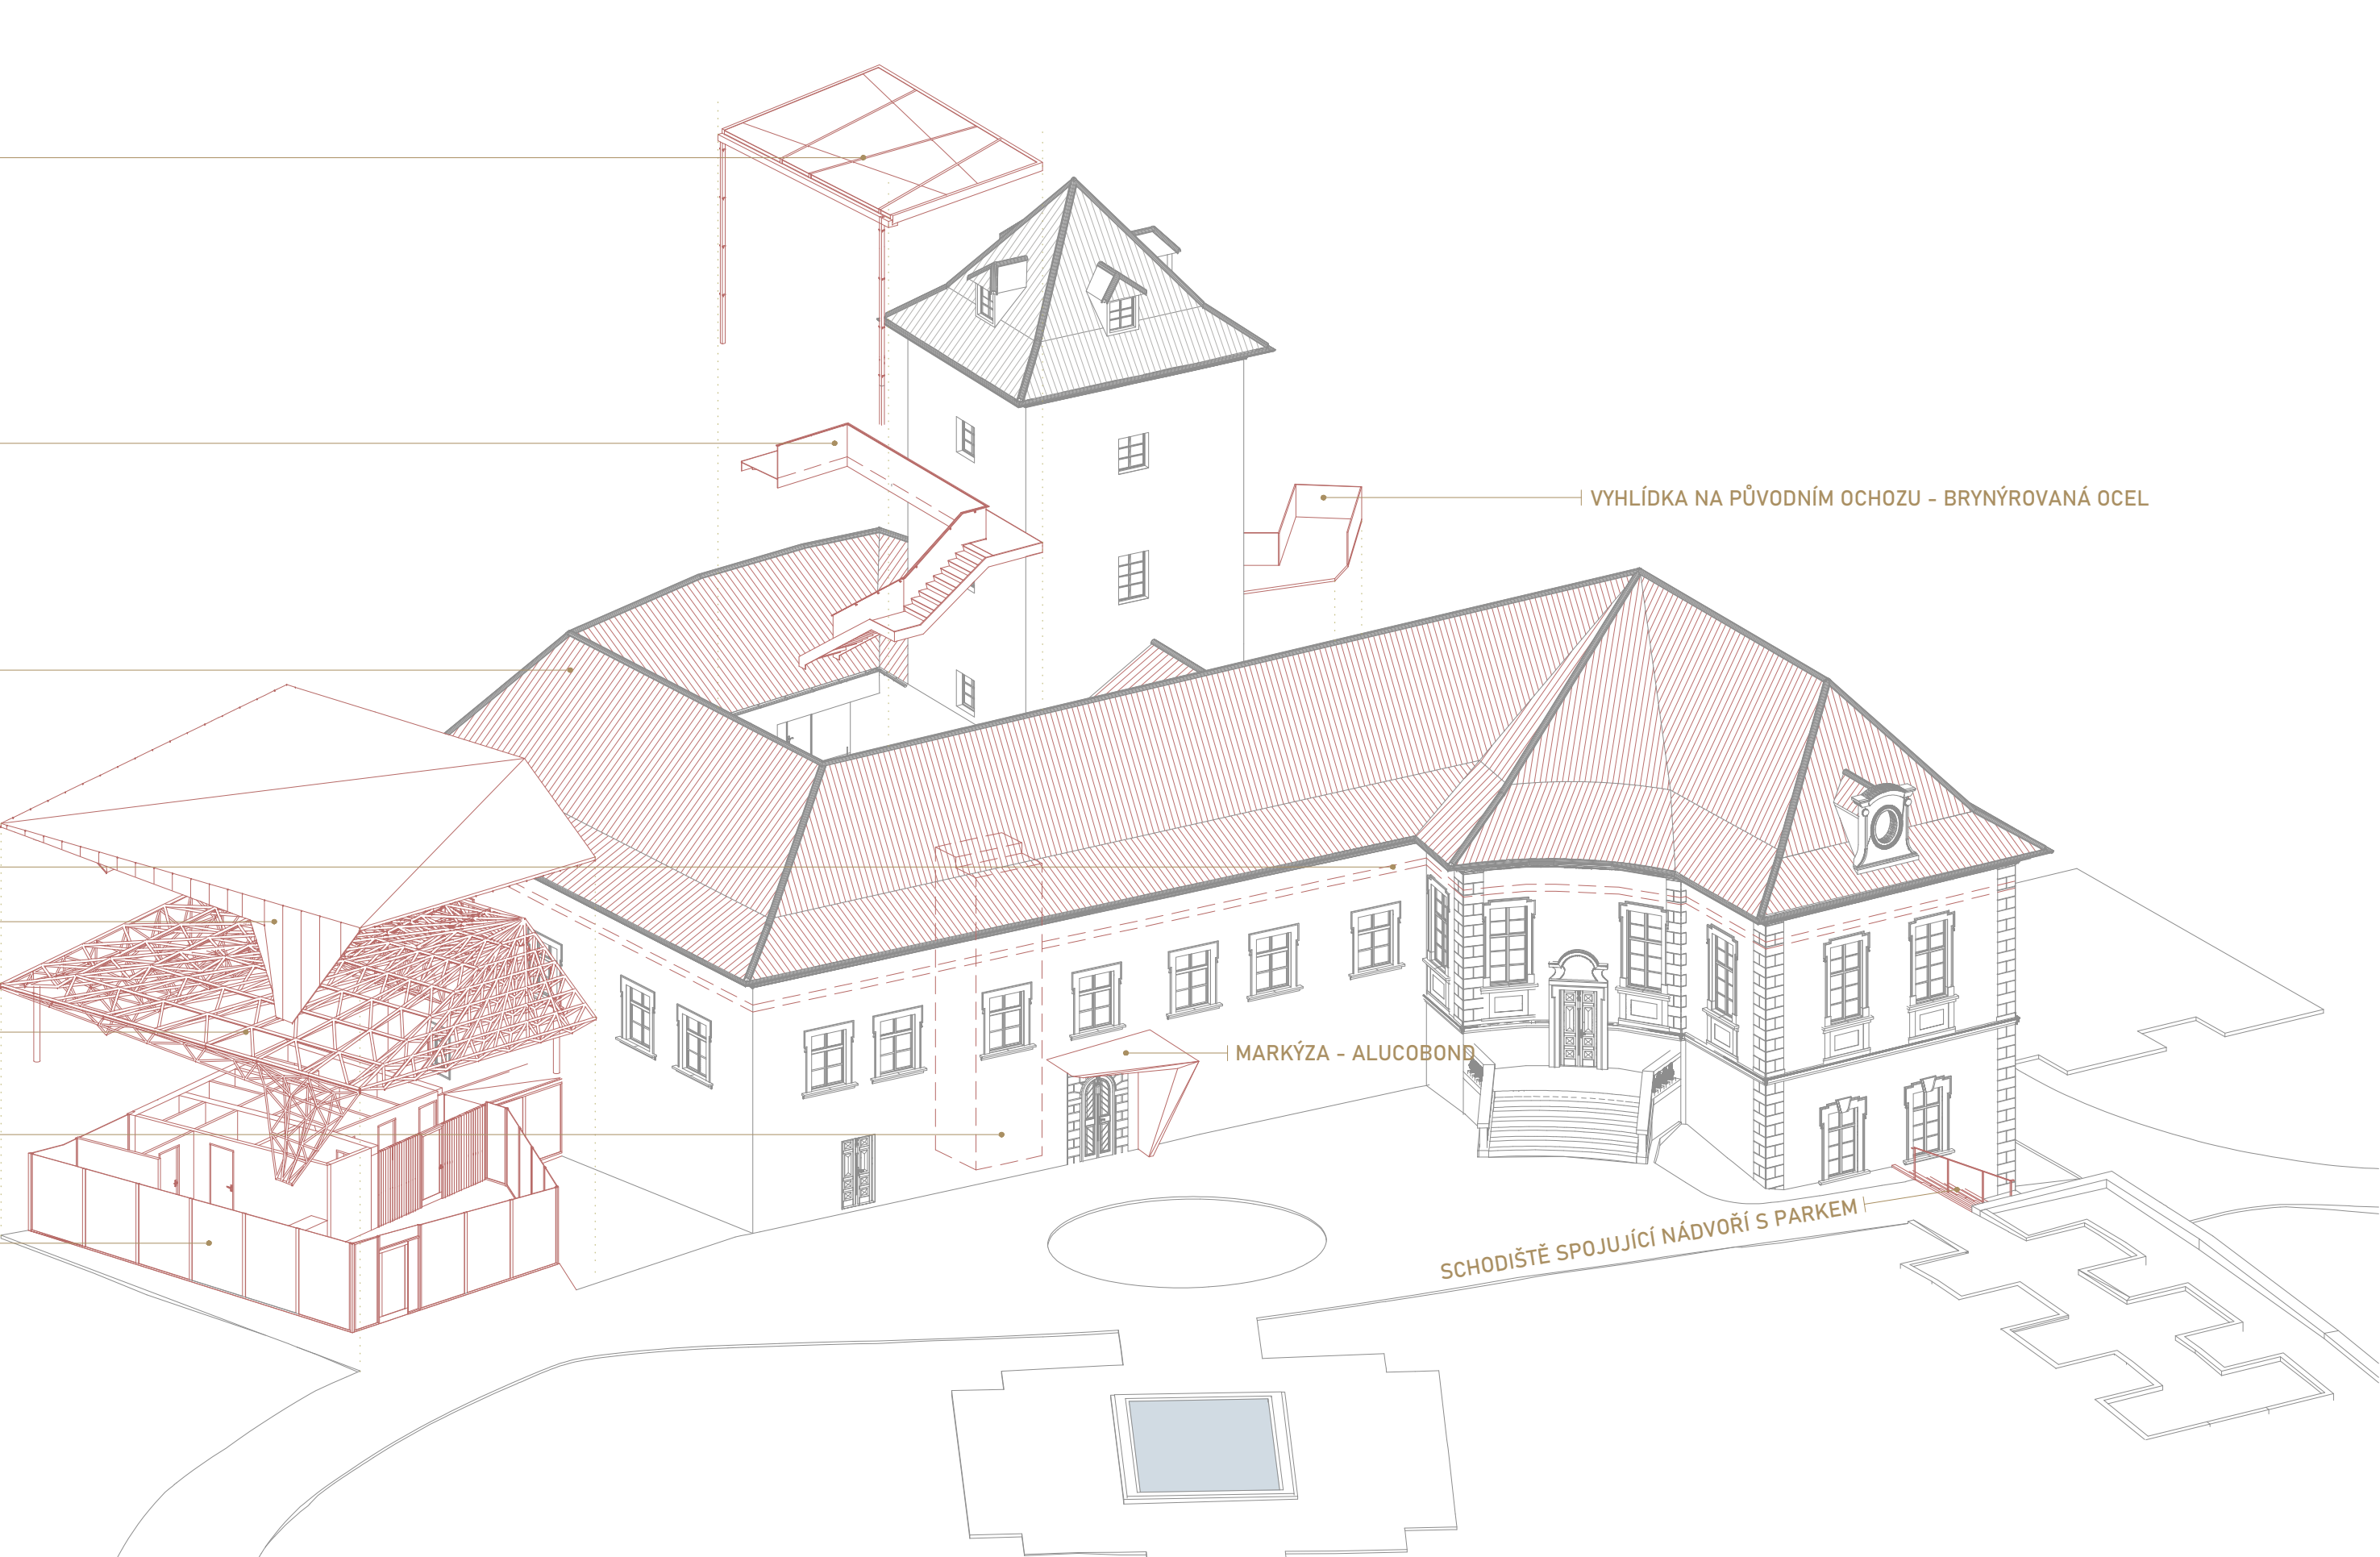 VYHLÍDKA NA PŮVODNÍM OCHOZU - BRYNÝROVANÁ OCEL
MARKÝZA - ALUCOBOND
SCHODIŠTĚ SPOJUJÍCÍ NÁDVOŘÍ S PARKEM